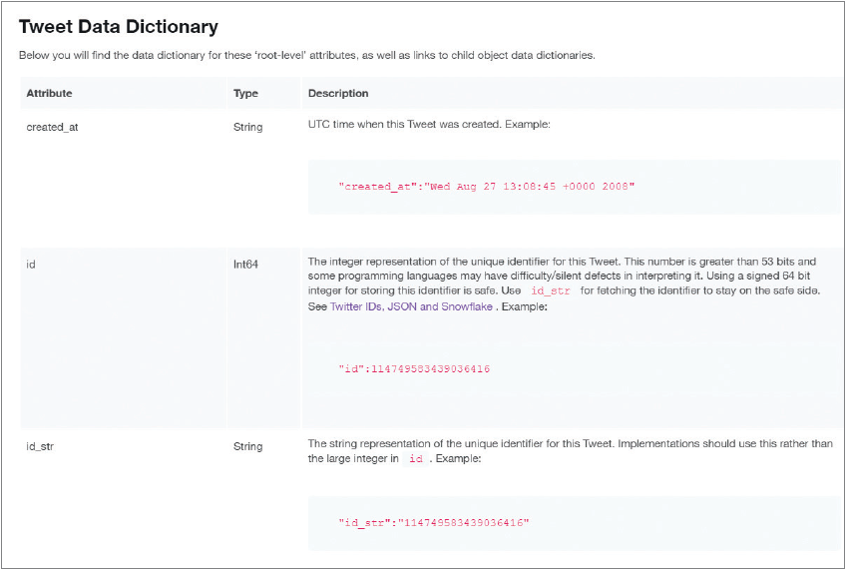 Tweet Data Dictionary
Below you will find the data dictionary for these ‘root-level’ attributes, as well as links to child object data dictionaries.
Attribute Type Description
created_at String UTC time when this Tweet was created. Example:
"created_at":"Wed Aug 27 13:08:45 +0000 2008"
id Int64 The integer representation of the unique identifier for this Tweet. This number is greater than 53 bits and
some programming languages may have difficulty/silent defects in interpreting it. Using a signed 64 bit
integer for storing this identifier is safe. Use id_str for fetching the identifier to stay on the safe side.
See Twitter IDs, JSON and Snowflake . Example:
"id":114749583439036416
id_str String The string representation of the unique identifier for this Tweet. Implementations should use this rather than
the large integer in id . Example:
"id_str":"114749583439036416"